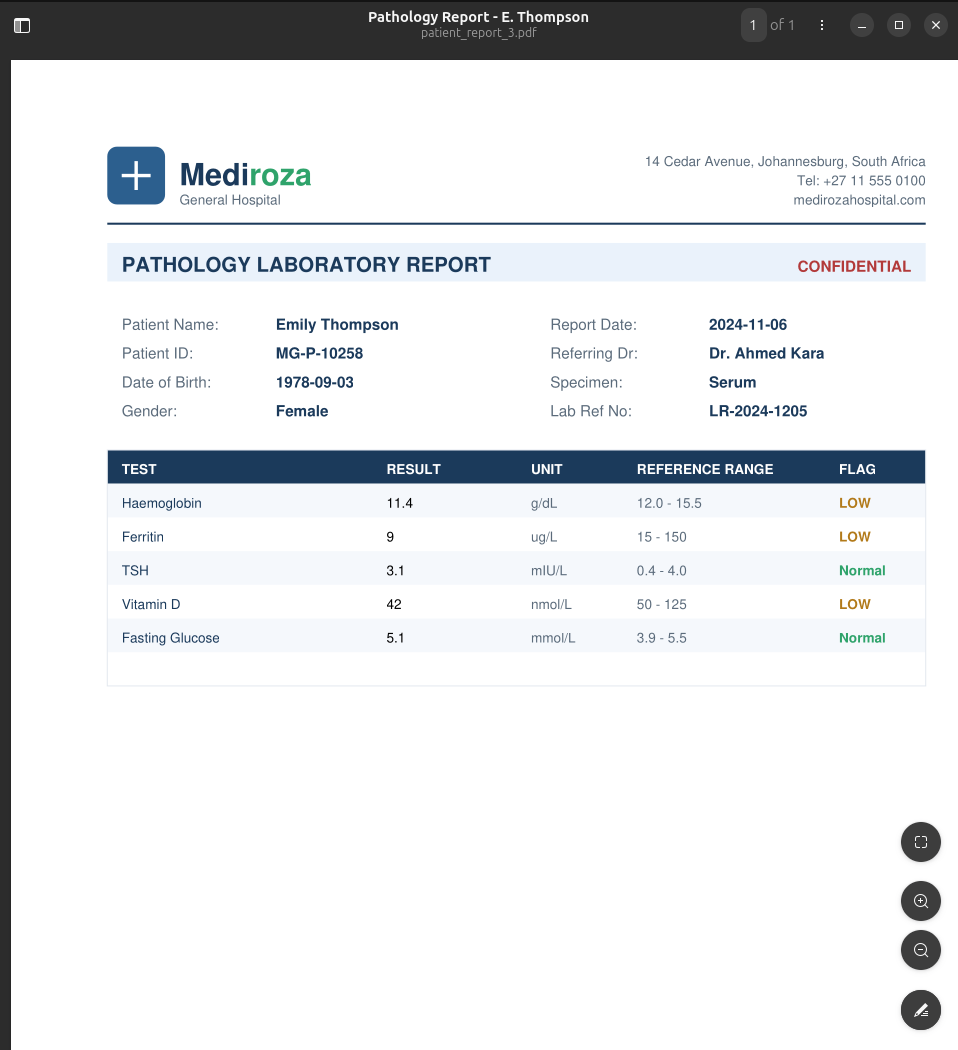 Pathology Report - E. Thompson
patient_report_3.pdf
1 of 1
Mediroza
General Hospital
14 Cedar Avenue, Johannesburg, South Africa
Tel: +27 11 555 0100
medirozahospital.com
PATHOLOGY LABORATORY REPORT CONFIDENTIAL
Patient Name: Emily Thompson Report Date: 2024-11-06
Patient ID: MG-P-10258 Referring Dr: Dr. Ahmed Kara
Date of Birth: 1978-09-03 Specimen: Serum
Gender: Female Lab Ref No: LR-2024-1205
TEST RESULT UNIT REFERENCE RANGE FLAG
Haemoglobin 11.4 g/dL 12.0 - 15.5 LOW
Ferritin 9 ug/L 15 - 150 LOW
TSH 3.1 mIU/L 0.4 - 4.0 Normal
Vitamin D 42 nmol/L 50 - 125 LOW
Fasting Glucose 5.1 mmol/L 3.9 - 5.5 Normal